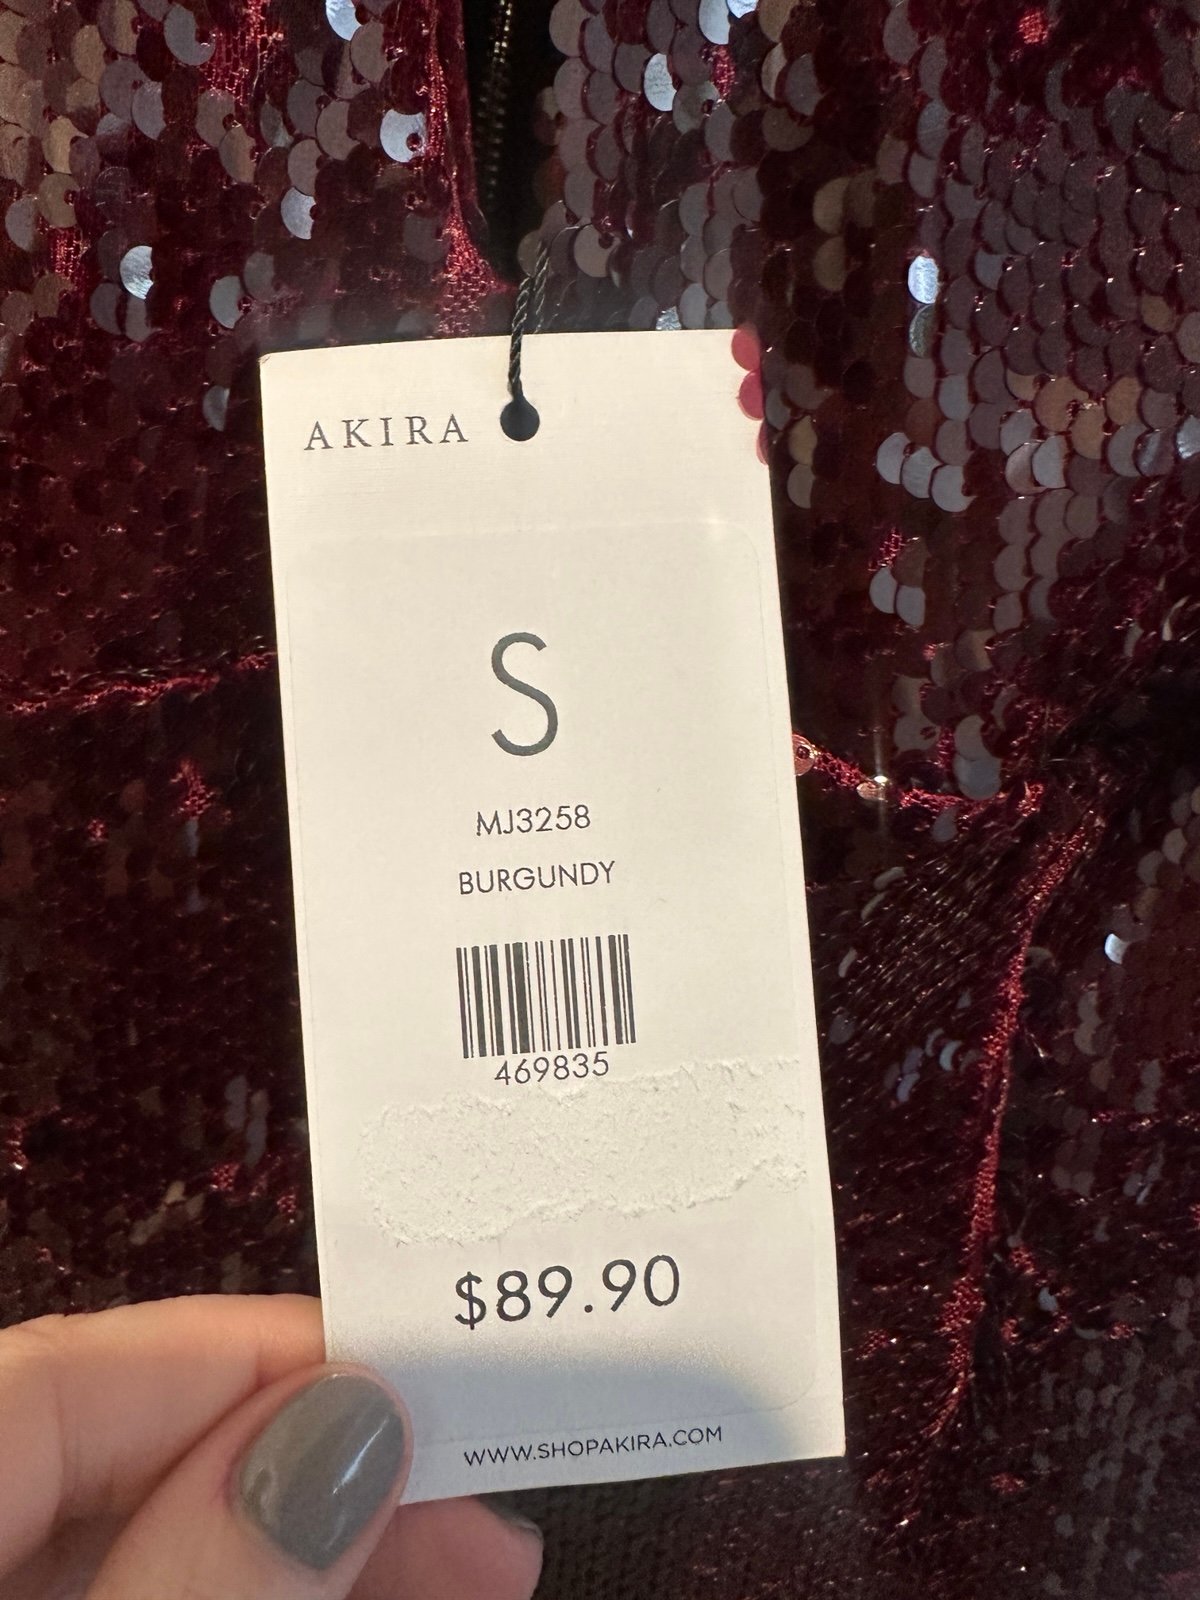 AKIRA
S
MJ3258
BURGUNDY
469835
$89.90
WWW.SHOPAKIRA.COM